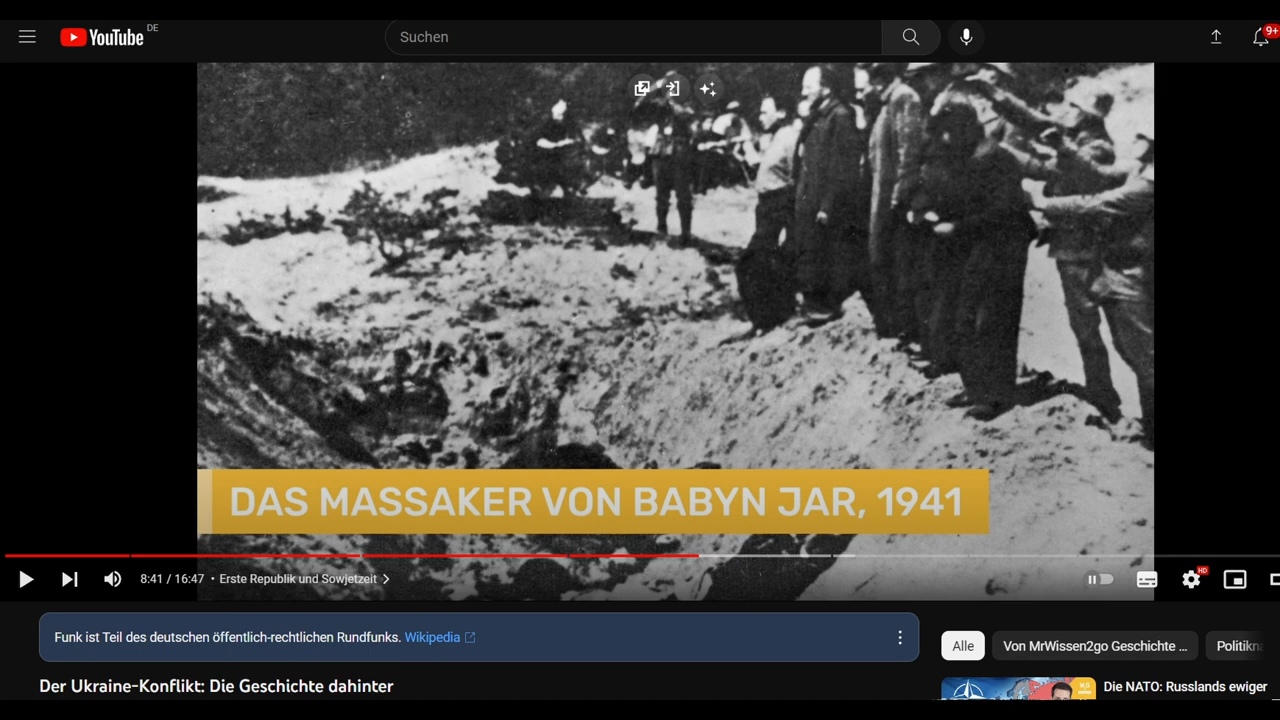 YouTube DE
Suchen
9+
DAS MASSAKER VON BABYN JAR, 1941
8:41 / 16:47 • Erste Republik und Sowjetzeit
HD
Funk ist Teil des deutschen öffentlich-rechtlichen Rundfunks. Wikipedia
Alle
Von MrWissen2go Geschichte ...
Der Ukraine-Konflikt: Die Geschichte dahinter
Die NATO: Russlands ewiger